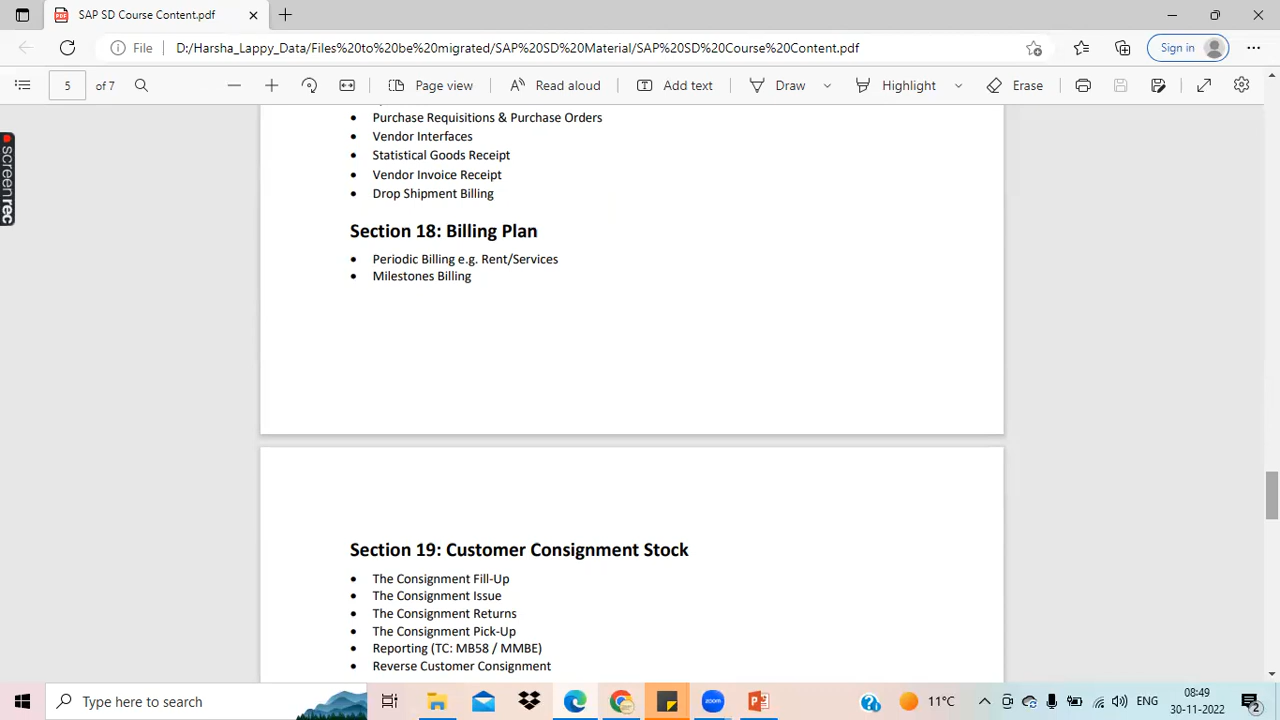 SAP SD Course Content.pdf
File
D:/Harsha_Lappy_Data/Files%20to%20be%20migrated/SAP%20SD%20Material/SAP%20SD%20Course%20Content.pdf
Sign in
5 of 7
Page view
Read aloud
Add text
Draw
Highlight
Erase
• Purchase Requisitions & Purchase Orders
• Vendor Interfaces
• Statistical Goods Receipt
• Vendor Invoice Receipt
• Drop Shipment Billing
Section 18: Billing Plan
• Periodic Billing e.g. Rent/Services
• Milestones Billing
Section 19: Customer Consignment Stock
• The Consignment Fill-Up
• The Consignment Issue
• The Consignment Returns
• The Consignment Pick-Up
• Reporting (TC: MB58 / MMBE)
• Reverse Customer Consignment
screenrec
Type here to search
zoom
11°C
ENG
08:49
30-11-2022
2